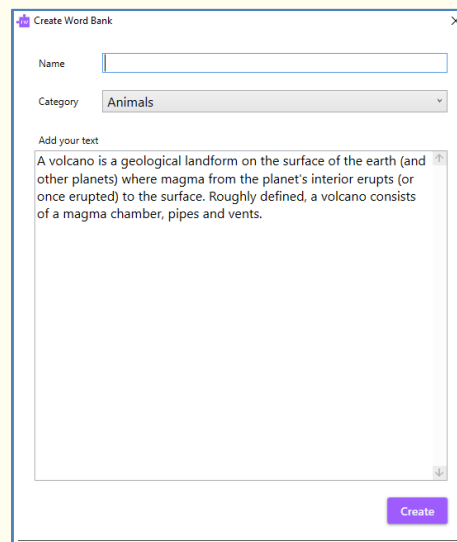 Create Word Bank
Name
Category Animals
Add your text
A volcano is a geological landform on the surface of the earth (and
other planets) where magma from the planet's interior erupts (or
once erupted) to the surface. Roughly defined, a volcano consists
of a magma chamber, pipes and vents.
Create